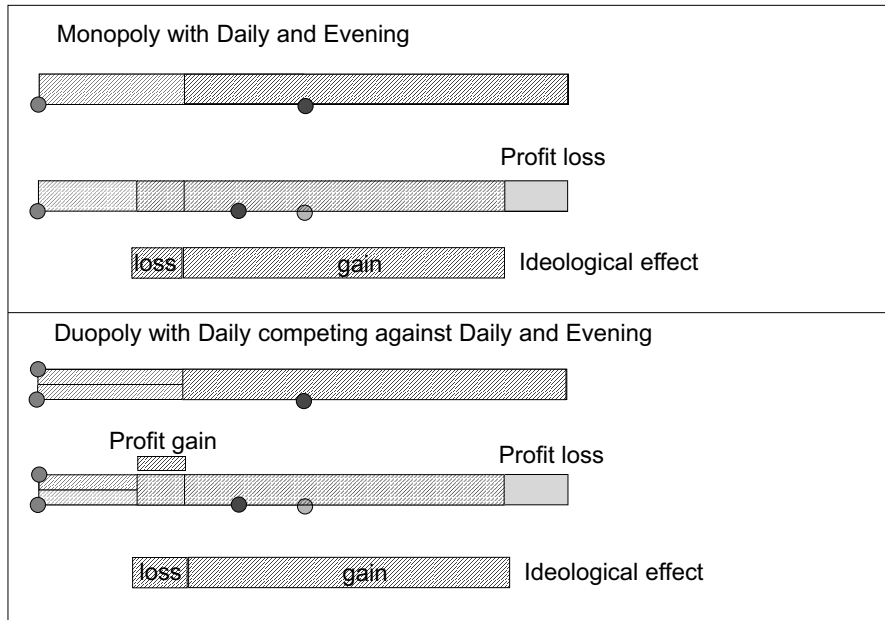 Monopoly with Daily and Evening
Profit loss
loss gain Ideological effect
Duopoly with Daily competing against Daily and Evening
Profit gain Profit loss
loss gain Ideological effect